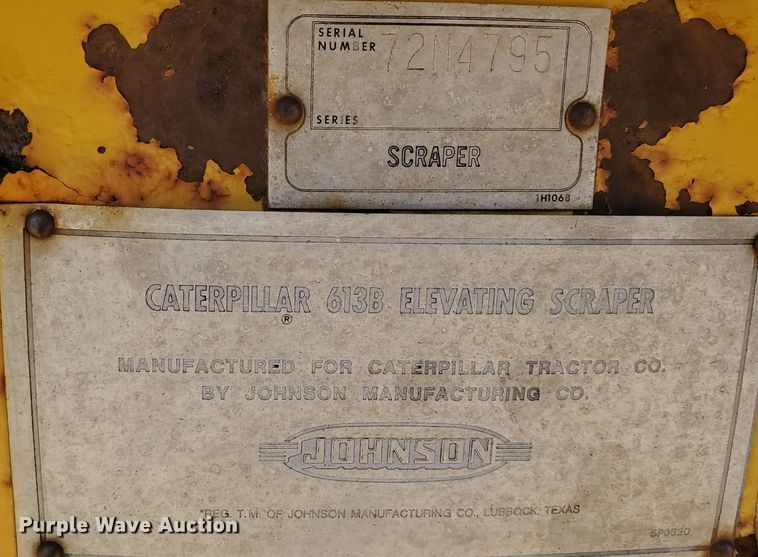 SERIAL
NUMBER 72N4795
SERIES
SCRAPER
1H1068
CATERPILLAR 613B ELEVATING SCRAPER
®
MANUFACTURED FOR CATERPILLAR TRACTOR CO.
BY JOHNSON MANUFACTURING CO.
JOHNSON
*REG. T.M. OF JOHNSON MANUFACTURING CO., LUBBOCK, TEXAS
Purple Wave Auction